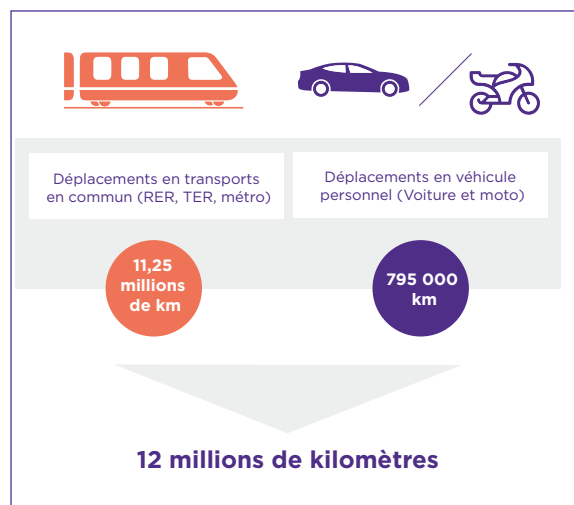 Déplacements en transports
en commun (RER, TER, métro)
Déplacements en véhicule
personnel (Voiture et moto)
11,25
millions
de km
795 000
km
12 millions de kilomètres